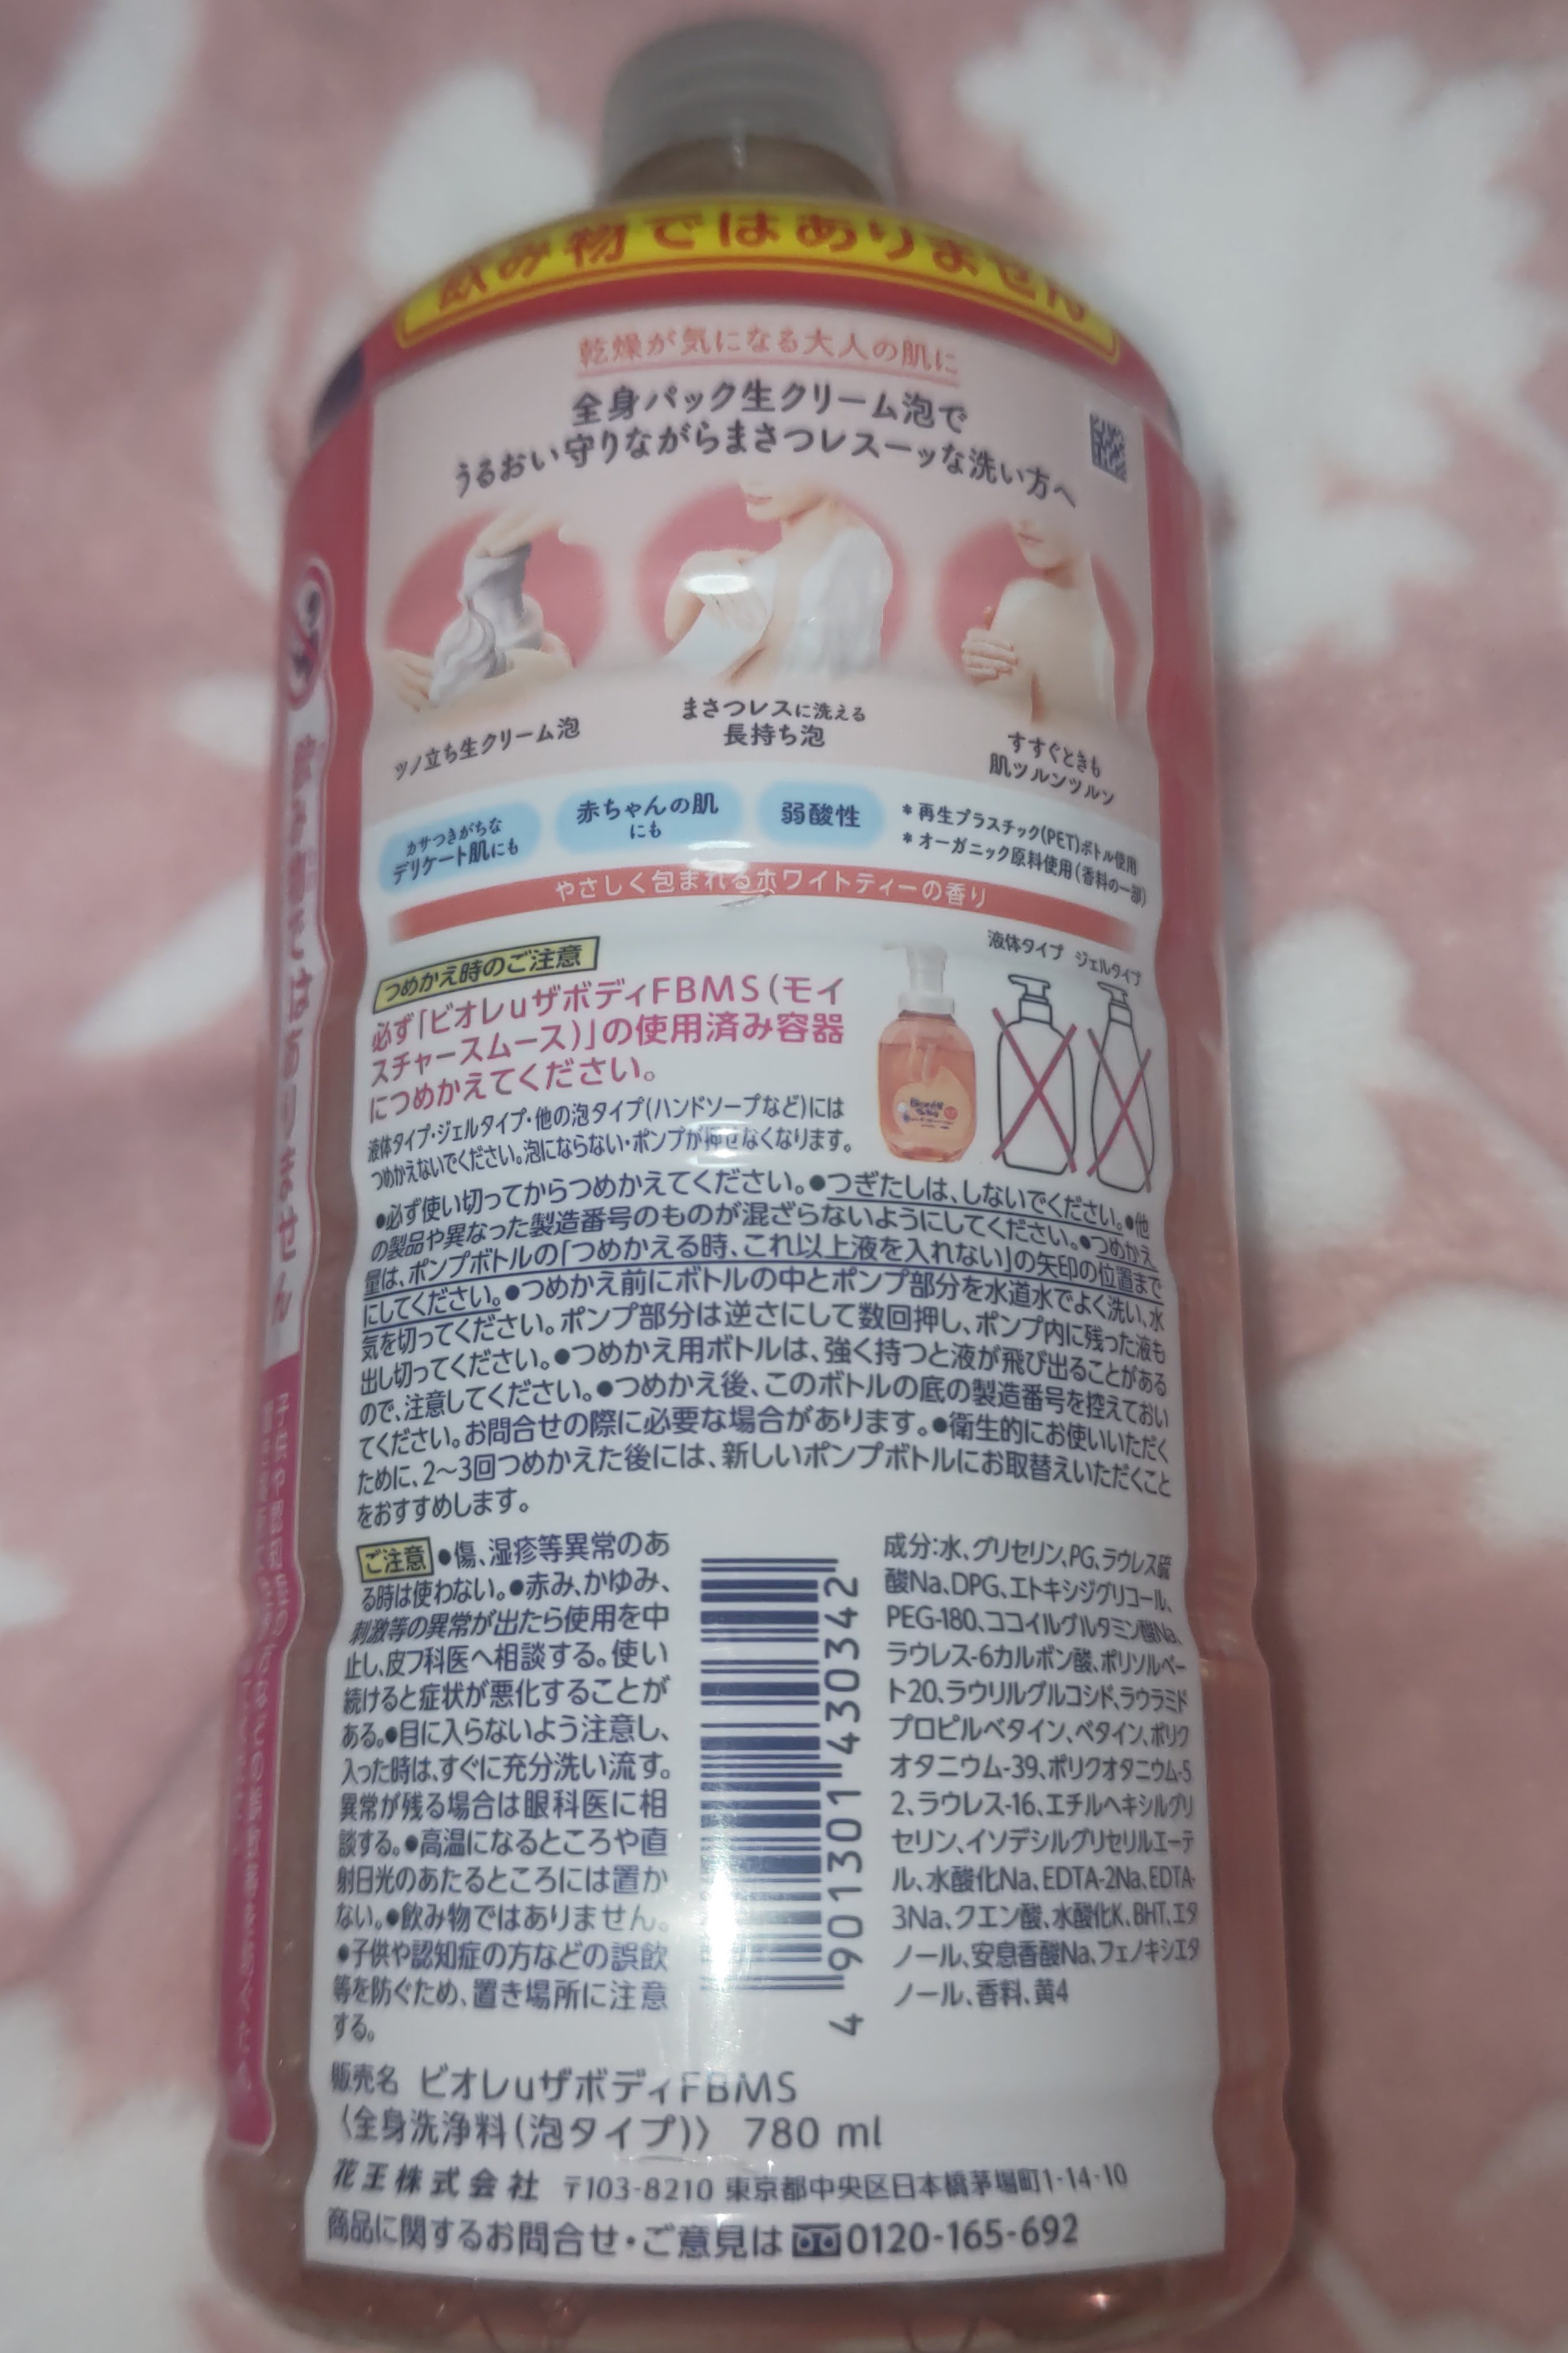 飲み物ではありません
乾燥が気になる大人の肌に
全身パック生クリーム泡で
うるおい守りながらまさつレスーッな洗い方へ
ツノ立ち生クリーム泡
まさつレスに洗える
長持ち泡
すすぐときも
肌ツルンツルン
カサつきがちな
デリケート肌にも
赤ちゃんの肌
にも
弱酸性
*再生プラスチック(PET)ボトル使用
*オーガニック原料使用(香料の一部)
やさしく包まれるホワイトティーの香り
つめかえ時のご注意
必ず「ビオレuザボディFBMS(モイ
スチャースムース)」の使用済み容器
につめかえてください。
液体タイプ・ジェルタイプ・他の泡タイプ(ハンドソープなど)には
つめかえないでください。泡にならない・ポンプが押せなくなります。
液体タイプ ジェルタイプ
●必ず使い切ってからつめかえてください。●つぎたしは、しないでください。●他
の製品や異なった製造番号のものが混ざらないようにしてください。●つめかえ
量は、ポンプボトルの「つめかえる時、これ以上液を入れない」の矢印の位置まで
にしてください。●つめかえ前にボトルの中とポンプ部分を水道水でよく洗い、水
気を切ってください。ポンプ部分は逆さにして数回押し、ポンプ内に残った液も
出し切ってください。●つめかえ用ボトルは、強く持つと液が飛び出ることがある
ので、注意してください。●つめかえ後、このボトルの底の製造番号を控えておい
てください。お問合せの際に必要な場合があります。●衛生的にお使いいただく
ために、2〜3回つめかえた後には、新しいポンプボトルにお取替えいただくこと
をおすすめします。
ご注意 ●傷、湿疹等異常のあ
る時は使わない。●赤み、かゆみ、
刺激等の異常が出たら使用を中
止し、皮フ科医へ相談する。使い
続けると症状が悪化することが
ある。●目に入らないよう注意し、
入った時は、すぐに充分洗い流す。
異常が残る場合は眼科医に相
談する。●高温になるところや直
射日光のあたるところには置か
ない。●飲み物ではありません。
●子供や認知症の方などの誤飲
等を防ぐため、置き場所に注意
する。
4 901301 430342
成分:水、グリセリン、PG、ラウレス硫
酸Na、DPG、エトキシジグリコール、
PEG-180、ココイルグルタミン酸Na、
ラウレス-6カルボン酸、ポリソルベー
ト20、ラウリルグルコシド、ラウラミド
プロピルベタイン、ベタイン、ポリク
オタニウム-39、ポリクオタニウム-5
2、ラウレス-16、エチルヘキシルグリ
セリン、イソデシルグリセリルエーテ
ル、水酸化Na、EDTA-2Na、EDTA-
3Na、クエン酸、水酸化K、BHT、エタ
ノール、安息香酸Na、フェノキシエタ
ノール、香料、黄4
販売名 ビオレuザボディFBMS
〈全身洗浄料(泡タイプ)〉 780 ml
花王株式会社 〒103-8210 東京都中央区日本橋茅場町1-14-10
商品に関するお問合せ・ご意見は 0120-165-692
飲み物ではありません